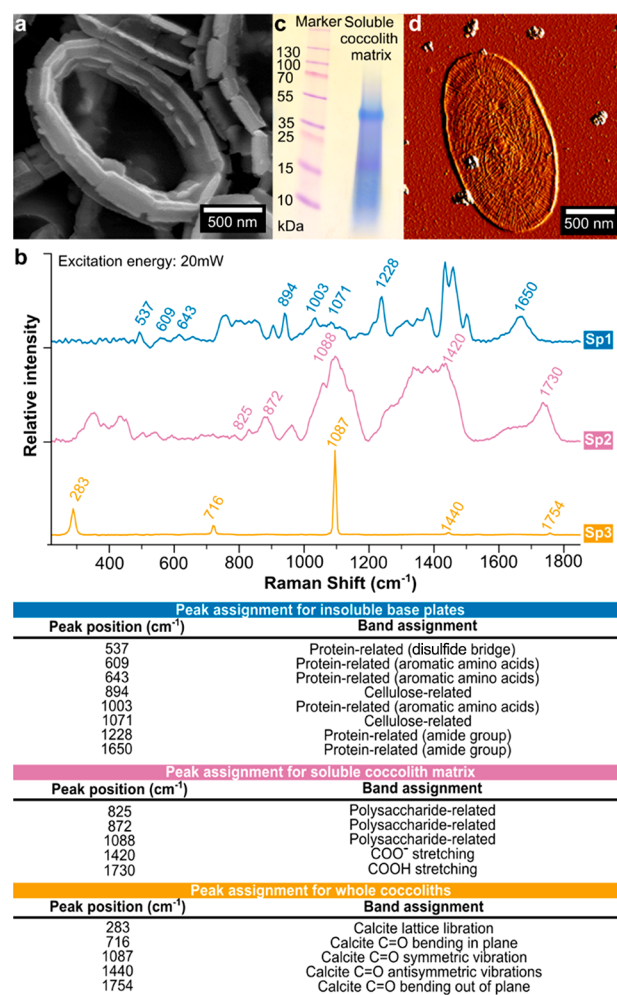 a
500 nm
c
Marker
Soluble
coccolith
matrix
130
100
70
55
35
25
15
10
kDa
d
500 nm
b
Excitation energy: 20mW
Relative intensity
537
609
643
894
1003
1071
1228
1650
Sp1
825
872
1088
1420
1730
Sp2
283
716
1087
1440
1754
Sp3
400 600 800 1000 1200 1400 1600 1800
Raman Shift (cm-1)
Peak assignment for insoluble base plates
Peak position (cm-1) Band assignment
537 Protein-related (disulfide bridge)
609 Protein-related (aromatic amino acids)
643 Protein-related (aromatic amino acids)
894 Cellulose-related
1003 Protein-related (aromatic amino acids)
1071 Cellulose-related
1228 Protein-related (amide group)
1650 Protein-related (amide group)
Peak assignment for soluble coccolith matrix
Peak position (cm-1) Band assignment
825 Polysaccharide-related
872 Polysaccharide-related
1088 Polysaccharide-related
1420 COO- stretching
1730 COOH stretching
Peak assignment for whole coccoliths
Peak position (cm-1) Band assignment
283 Calcite lattice libration
716 Calcite C=O bending in plane
1087 Calcite C=O symmetric vibration
1440 Calcite C=O antisymmetric vibrations
1754 Calcite C=O bending out of plane